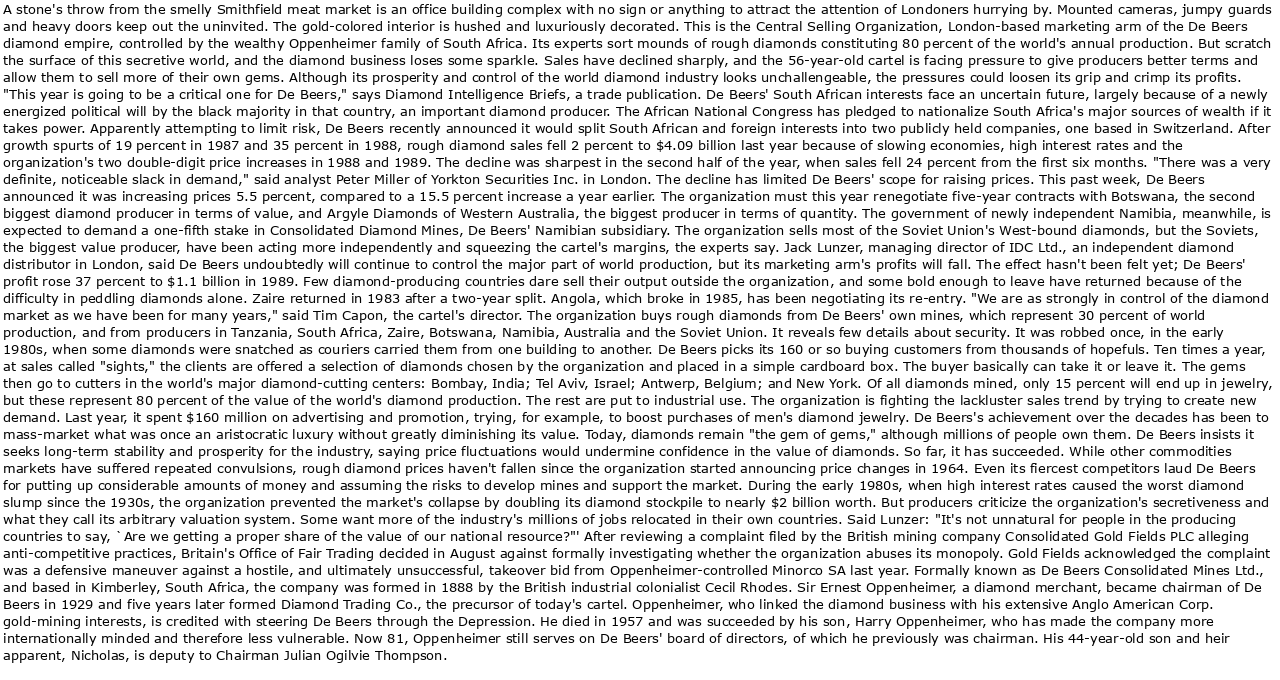 A stone's throw from the smelly Smithfield meat market is an office building complex with no sign or anything to attract the attention of Londoners hurrying by. Mounted cameras, jumpy guards
and heavy doors keep out the uninvited. The gold-colored interior is hushed and luxuriously decorated. This is the Central Selling Organization, London-based marketing arm of the De Beers
diamond empire, controlled by the wealthy Oppenheimer family of South Africa. Its experts sort mounds of rough diamonds constituting 80 percent of the world's annual production. But scratch
the surface of this secretive world, and the diamond business loses some sparkle. Sales have declined sharply, and the 56-year-old cartel is facing pressure to give producers better terms and
allow them to sell more of their own gems. Although its prosperity and control of the world diamond industry looks unchallengeable, the pressures could loosen its grip and crimp its profits.
"This year is going to be a critical one for De Beers," says Diamond Intelligence Briefs, a trade publication. De Beers' South African interests face an uncertain future, largely because of a newly
energized political will by the black majority in that country, an important diamond producer. The African National Congress has pledged to nationalize South Africa's major sources of wealth if it
takes power. Apparently attempting to limit risk, De Beers recently announced it would split South African and foreign interests into two publicly held companies, one based in Switzerland. After
growth spurts of 19 percent in 1987 and 35 percent in 1988, rough diamond sales fell 2 percent to $4.09 billion last year because of slowing economies, high interest rates and the
organization's two double-digit price increases in 1988 and 1989. The decline was sharpest in the second half of the year, when sales fell 24 percent from the first six months. "There was a very
definite, noticeable slack in demand," said analyst Peter Miller of Yorkton Securities Inc. in London. The decline has limited De Beers' scope for raising prices. This past week, De Beers
announced it was increasing prices 5.5 percent, compared to a 15.5 percent increase a year earlier. The organization must this year renegotiate five-year contracts with Botswana, the second
biggest diamond producer in terms of value, and Argyle Diamonds of Western Australia, the biggest producer in terms of quantity. The government of newly independent Namibia, meanwhile, is
expected to demand a one-fifth stake in Consolidated Diamond Mines, De Beers' Namibian subsidiary. The organization sells most of the Soviet Union's West-bound diamonds, but the Soviets,
the biggest value producer, have been acting more independently and squeezing the cartel's margins, the experts say. Jack Lunzer, managing director of IDC Ltd., an independent diamond
distributor in London, said De Beers undoubtedly will continue to control the major part of world production, but its marketing arm's profits will fall. The effect hasn't been felt yet; De Beers'
profit rose 37 percent to $1.1 billion in 1989. Few diamond-producing countries dare sell their output outside the organization, and some bold enough to leave have returned because of the
difficulty in peddling diamonds alone. Zaire returned in 1983 after a two-year split. Angola, which broke in 1985, has been negotiating its re-entry. "We are as strongly in control of the diamond
market as we have been for many years," said Tim Capon, the cartel's director. The organization buys rough diamonds from De Beers' own mines, which represent 30 percent of world
production, and from producers in Tanzania, South Africa, Zaire, Botswana, Namibia, Australia and the Soviet Union. It reveals few details about security. It was robbed once, in the early
1980s, when some diamonds were snatched as couriers carried them from one building to another. De Beers picks its 160 or so buying customers from thousands of hopefuls. Ten times a year,
at sales called "sights," the clients are offered a selection of diamonds chosen by the organization and placed in a simple cardboard box. The buyer basically can take it or leave it. The gems
then go to cutters in the world's major diamond-cutting centers: Bombay, India; Tel Aviv, Israel; Antwerp, Belgium; and New York. Of all diamonds mined, only 15 percent will end up in jewelry,
but these represent 80 percent of the value of the world's diamond production. The rest are put to industrial use. The organization is fighting the lackluster sales trend by trying to create new
demand. Last year, it spent $160 million on advertising and promotion, trying, for example, to boost purchases of men's diamond jewelry. De Beers's achievement over the decades has been to
mass-market what was once an aristocratic luxury without greatly diminishing its value. Today, diamonds remain "the gem of gems," although millions of people own them. De Beers insists it
seeks long-term stability and prosperity for the industry, saying price fluctuations would undermine confidence in the value of diamonds. So far, it has succeeded. While other commodities
markets have suffered repeated convulsions, rough diamond prices haven't fallen since the organization started announcing price changes in 1964. Even its fiercest competitors laud De Beers
for putting up considerable amounts of money and assuming the risks to develop mines and support the market. During the early 1980s, when high interest rates caused the worst diamond
slump since the 1930s, the organization prevented the market's collapse by doubling its diamond stockpile to nearly $2 billion worth. But producers criticize the organization's secretiveness and
what they call its arbitrary valuation system. Some want more of the industry's millions of jobs relocated in their own countries. Said Lunzer: "It's not unnatural for people in the producing
countries to say, `Are we getting a proper share of the value of our national resource?"' After reviewing a complaint filed by the British mining company Consolidated Gold Fields PLC alleging
anti-competitive practices, Britain's Office of Fair Trading decided in August against formally investigating whether the organization abuses its monopoly. Gold Fields acknowledged the complaint
was a defensive maneuver against a hostile, and ultimately unsuccessful, takeover bid from Oppenheimer-controlled Minorco SA last year. Formally known as De Beers Consolidated Mines Ltd.,
and based in Kimberley, South Africa, the company was formed in 1888 by the British industrial colonialist Cecil Rhodes. Sir Ernest Oppenheimer, a diamond merchant, became chairman of De
Beers in 1929 and five years later formed Diamond Trading Co., the precursor of today's cartel. Oppenheimer, who linked the diamond business with his extensive Anglo American Corp.
gold-mining interests, is credited with steering De Beers through the Depression. He died in 1957 and was succeeded by his son, Harry Oppenheimer, who has made the company more
internationally minded and therefore less vulnerable. Now 81, Oppenheimer still serves on De Beers' board of directors, of which he previously was chairman. His 44-year-old son and heir
apparent, Nicholas, is deputy to Chairman Julian Ogilvie Thompson.